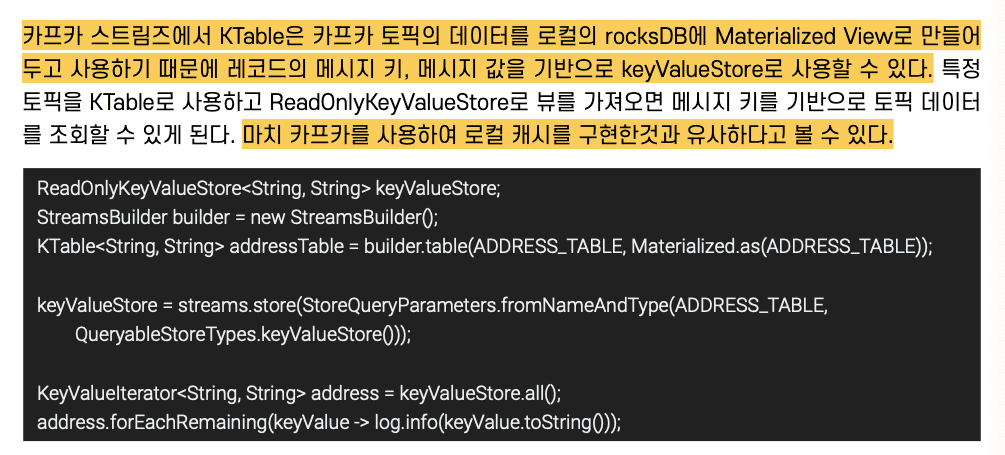 카프카 스트림즈에서 KTable은 카프카 토픽의 데이터를 로컬의 rocksDB에 Materialized View로 만들어
두고 사용하기 때문에 레코드의 메시지 키, 메시지 값을 기반으로 keyValueStore로 사용할 수 있다. 특정
토픽을 KTable로 사용하고 ReadOnlyKeyValueStore로 뷰를 가져오면 메시지 키를 기반으로 토픽 데이터
를 조회할 수 있게 된다. 마치 카프카를 사용하여 로컬 캐시를 구현한것과 유사하다고 볼 수 있다.
ReadOnlyKeyValueStore<String, String> keyValueStore;
StreamsBuilder builder = new StreamsBuilder();
KTable<String, String> addressTable = builder.table(ADDRESS_TABLE, Materialized.as(ADDRESS_TABLE));
keyValueStore = streams.store(StoreQueryParameters.fromNameAndType(ADDRESS_TABLE,
QueryableStoreTypes.keyValueStore()));
KeyValueIterator<String, String> address = keyValueStore.all();
address.forEachRemaining(keyValue -> log.info(keyValue.toString()));